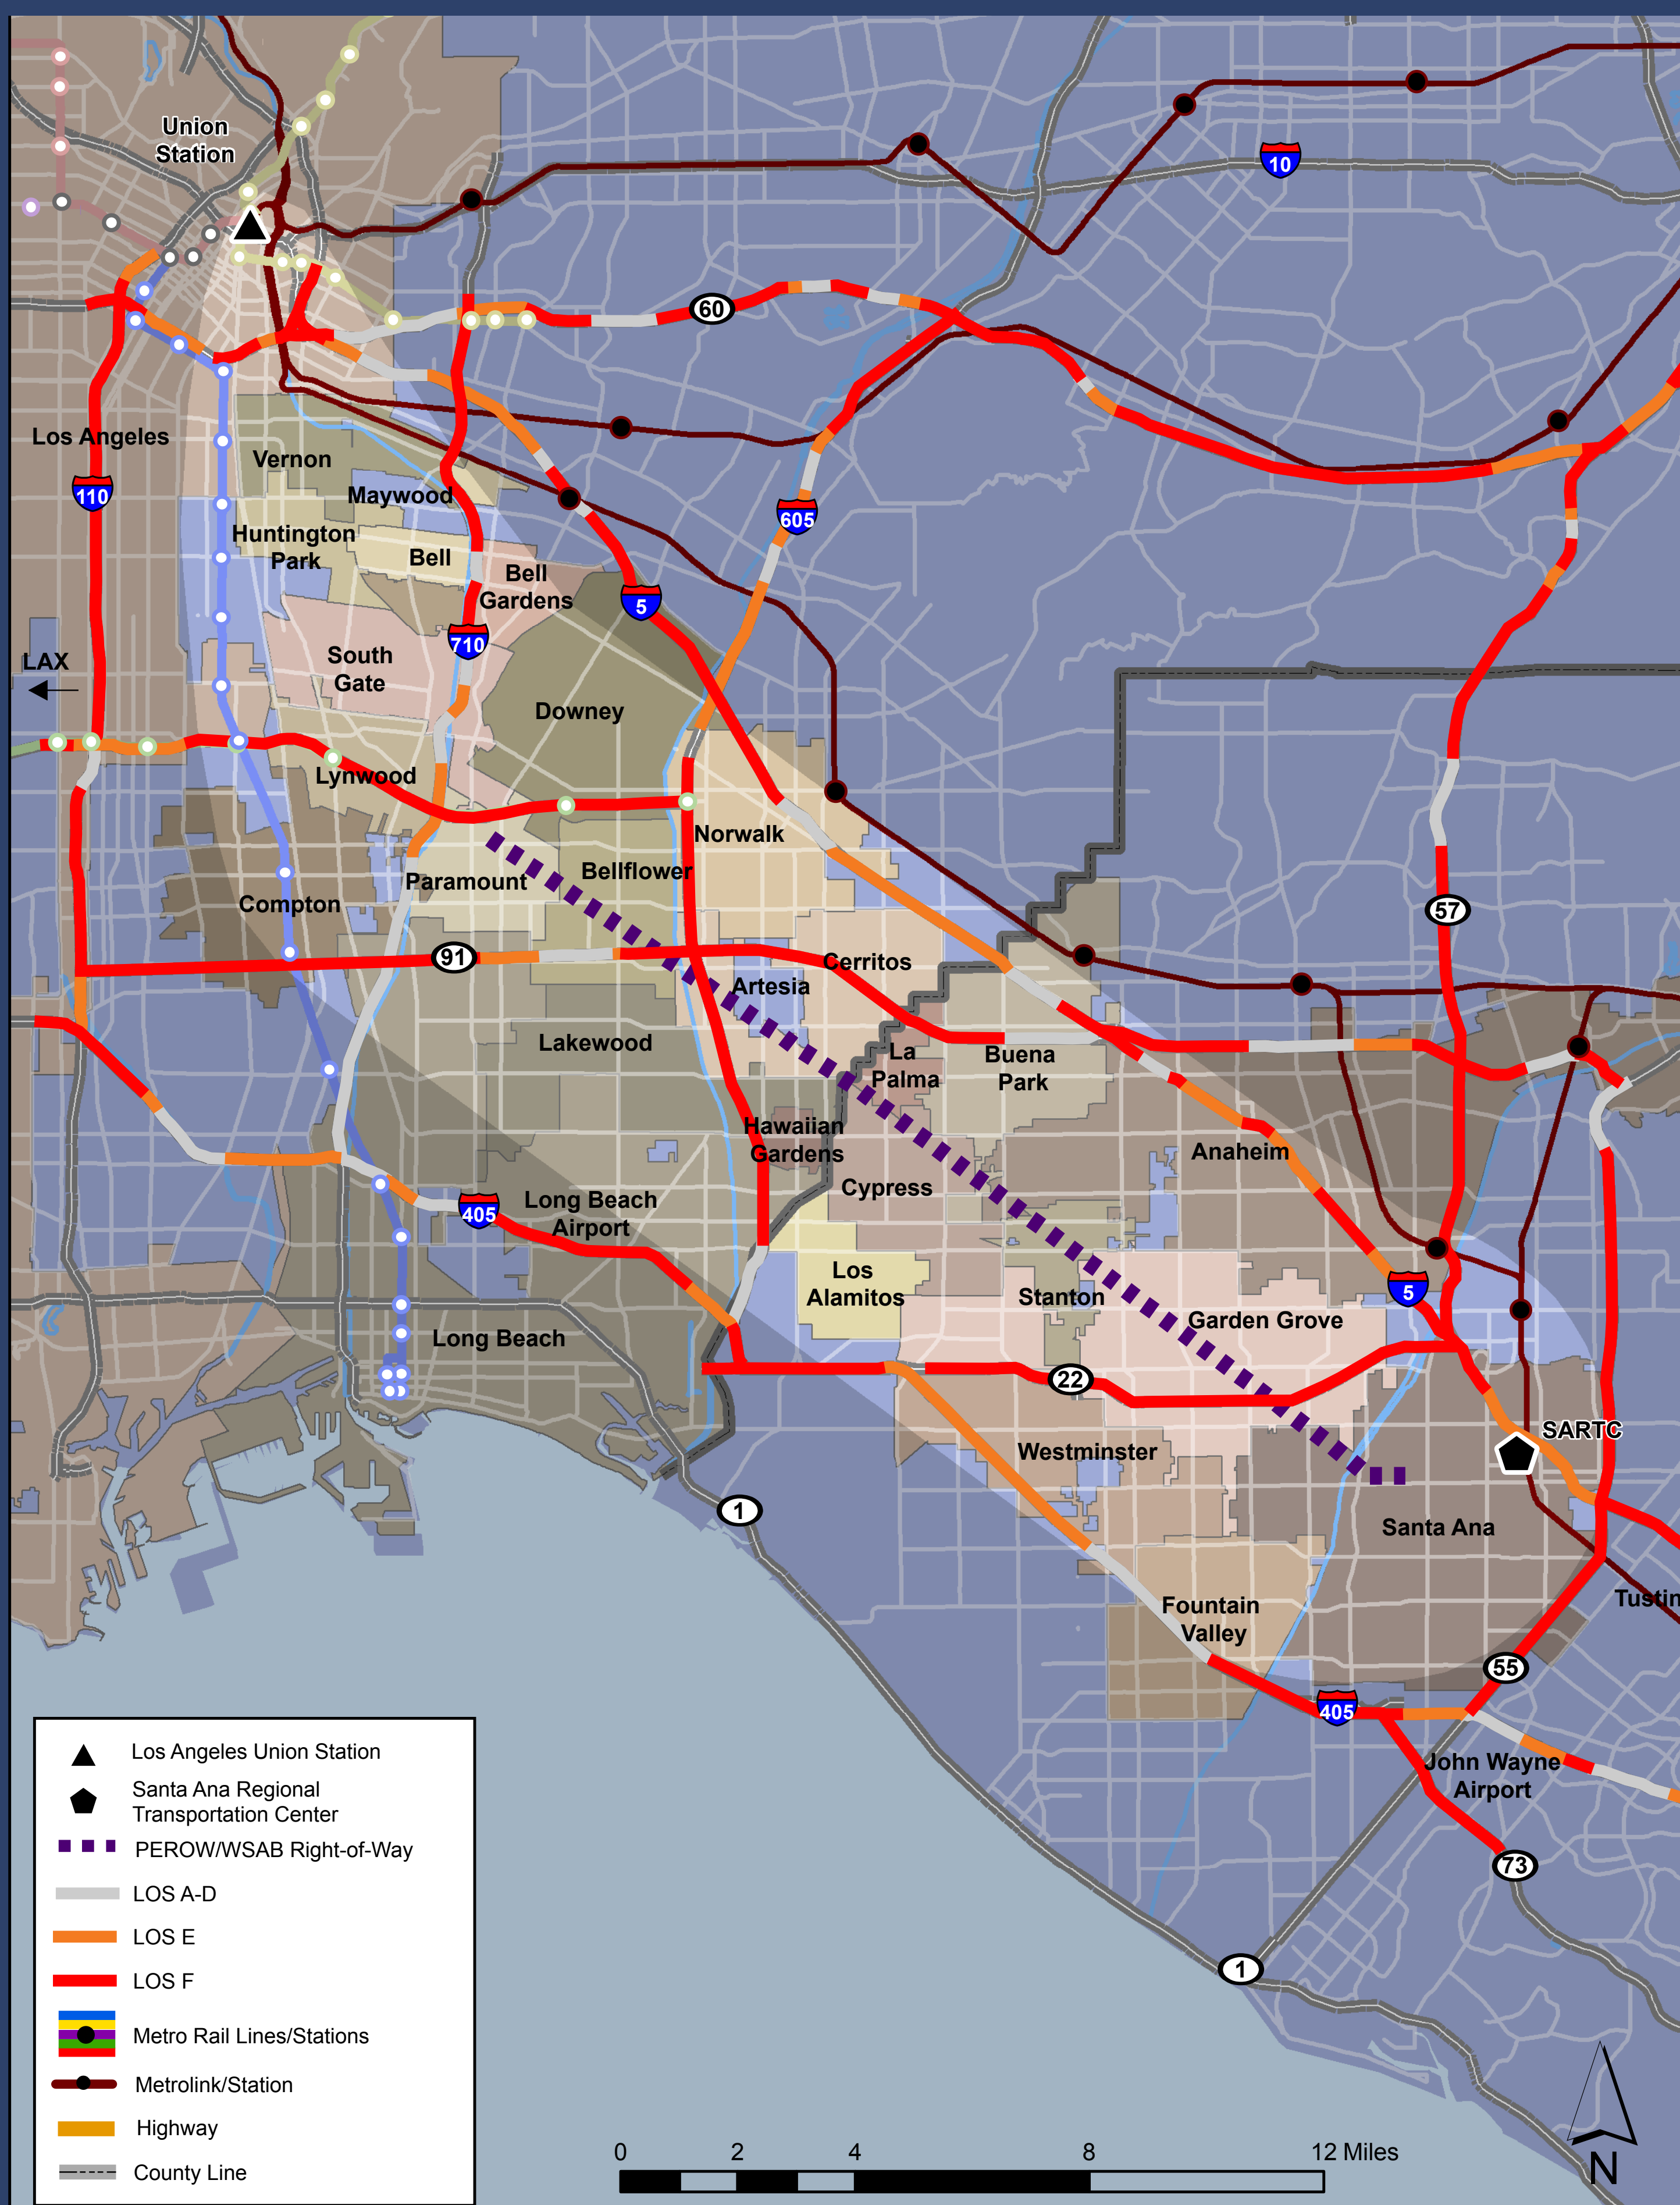 Union
Station
10
60
Los Angeles
110
Vernon
Maywood
605
Huntington
Park
Bell
Bell
Gardens
5
710
LAX
South
Gate
Downey
Lynwood
Norwalk
Bellflower
Paramount
Compton
57
91
Cerritos
Artesia
Lakewood
La
Palma
Buena
Park
Hawaiian
Gardens
Anaheim
Cypress
405
Long Beach
Airport
Los
Alamitos
Stanton
5
Garden Grove
Long Beach
22
SARTC
Westminster
1
Santa Ana
Tustin
Fountain
Valley
55
405
John Wayne
Airport
73
1
Los Angeles Union Station
Santa Ana Regional
Transportation Center
PEROW/WSAB Right-of-Way
LOS A-D
LOS E
LOS F
Metro Rail Lines/Stations
Metrolink/Station
Highway
County Line
0 2 4 8 12 Miles
N